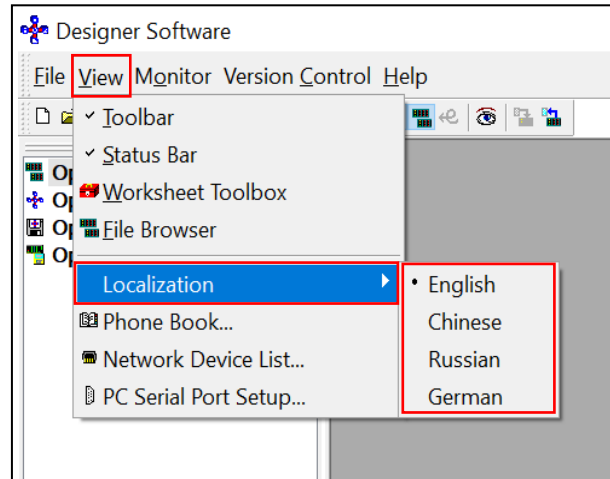 Designer Software
File View Monitor Version Control Help
Toolbar
Status Bar
Worksheet Toolbox
File Browser
Localization
English
Chinese
Russian
German
Phone Book...
Network Device List...
PC Serial Port Setup...